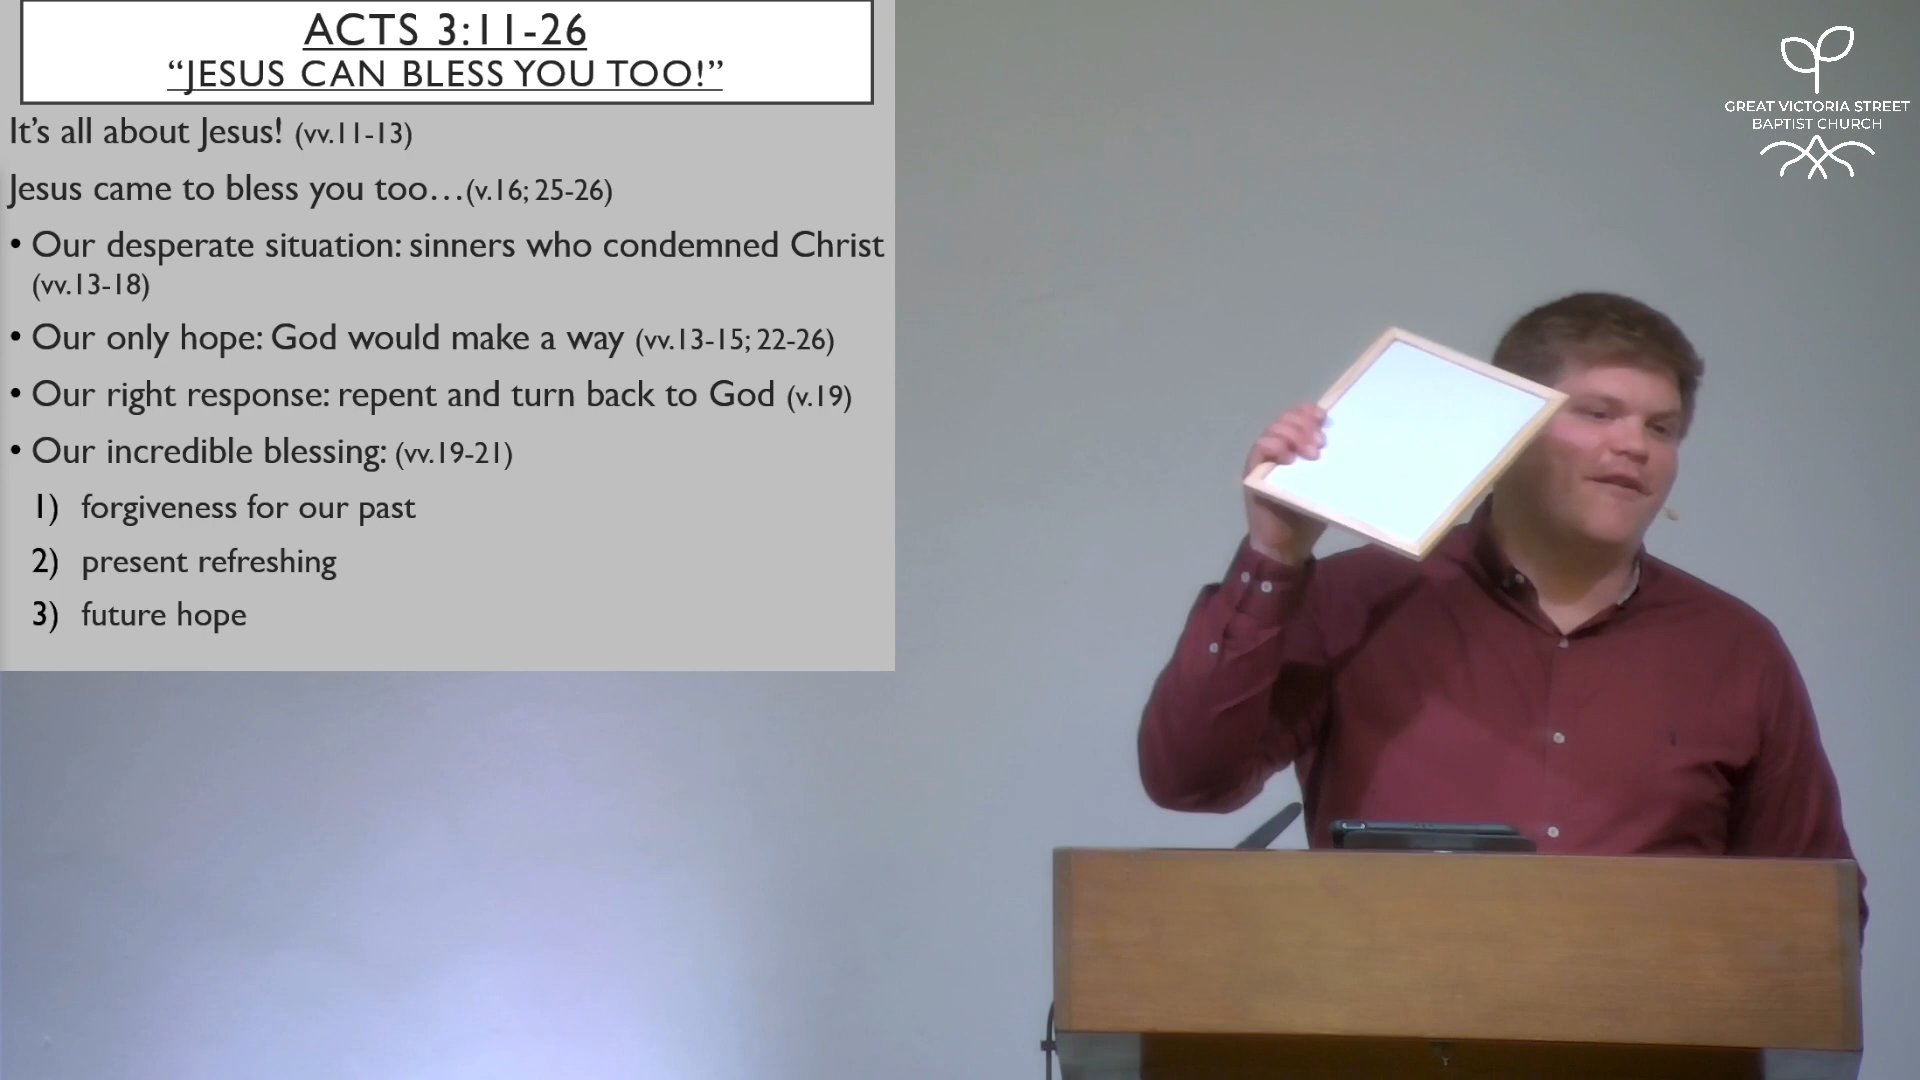 ACTS 3:11-26
“JESUS CAN BLESS YOU TOO!”
It’s all about Jesus! (vv.11-13)
Jesus came to bless you too…(v.16; 25-26)
• Our desperate situation: sinners who condemned Christ
(vv.13-18)
• Our only hope: God would make a way (vv.13-15; 22-26)
• Our right response: repent and turn back to God (v.19)
• Our incredible blessing: (vv.19-21)
1) forgiveness for our past
2) present refreshing
3) future hope
GREAT VICTORIA STREET
BAPTIST CHURCH